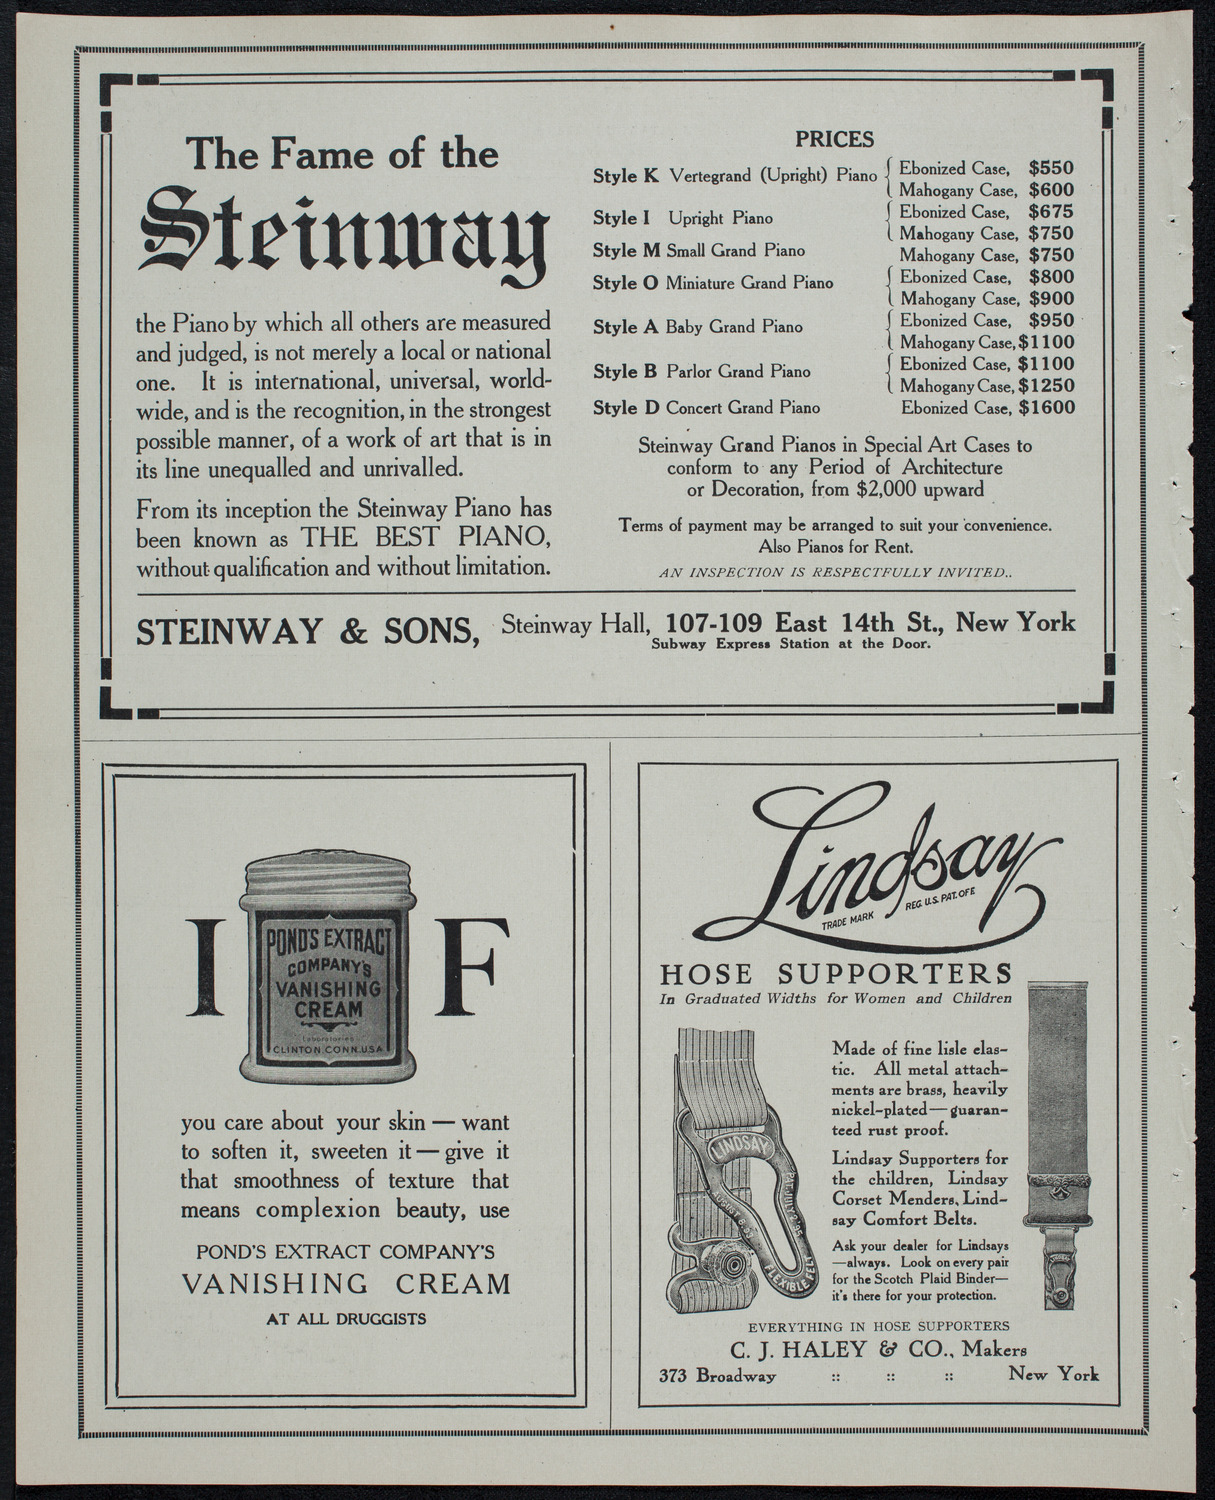 The Fame of the
Steinway
the Piano by which all others are measured
and judged, is not merely a local or national
one. It is international, universal, world-
wide, and is the recognition, in the strongest
possible manner, of a work of art that is in
its line unequalled and unrivalled.
From its inception the Steinway Piano has
been known as THE BEST PIANO,
without qualification and without limitation.
PRICES
Style K Vertegrand (Upright) Piano { Ebonized Case, $550
Mahogany Case, $600
Style I Upright Piano { Ebonized Case, $675
Mahogany Case, $750
Style M Small Grand Piano Mahogany Case, $750
Style O Miniature Grand Piano { Ebonized Case, $800
Mahogany Case, $900
Style A Baby Grand Piano { Ebonized Case, $950
Mahogany Case, $1100
Style B Parlor Grand Piano { Ebonized Case, $1100
Mahogany Case, $1250
Style D Concert Grand Piano Ebonized Case, $1600
Steinway Grand Pianos in Special Art Cases to
conform to any Period of Architecture
or Decoration, from $2,000 upward
Terms of payment may be arranged to suit your convenience.
Also Pianos for Rent.
AN INSPECTION IS RESPECTFULLY INVITED..
STEINWAY & SONS, Steinway Hall, 107-109 East 14th St., New York
Subway Express Station at the Door.
I F
POND'S EXTRACT
COMPANY'S
VANISHING
CREAM
Laboratories
CLINTON CONN. USA
you care about your skin — want
to soften it, sweeten it — give it
that smoothness of texture that
means complexion beauty, use
POND'S EXTRACT COMPANY'S
VANISHING CREAM
AT ALL DRUGGISTS
Lindsay
TRADE MARK REG. U.S. PAT. OFF.
HOSE SUPPORTERS
In Graduated Widths for Women and Children
LINDSAY
PAT. JULY 2 '95
FLEXIBLE FELT
Made of fine lisle elas-
tic. All metal attach-
ments are brass, heavily
nickel-plated—guaran-
teed rust proof.
Lindsay Supporters for
the children, Lindsay
Corset Menders, Lind-
say Comfort Belts.
Ask your dealer for Lindsays
—always. Look on every pair
for the Scotch Plaid Binder—
it's there for your protection.
EVERYTHING IN HOSE SUPPORTERS
C. J. HALEY & CO., Makers
373 Broadway :: :: :: New York